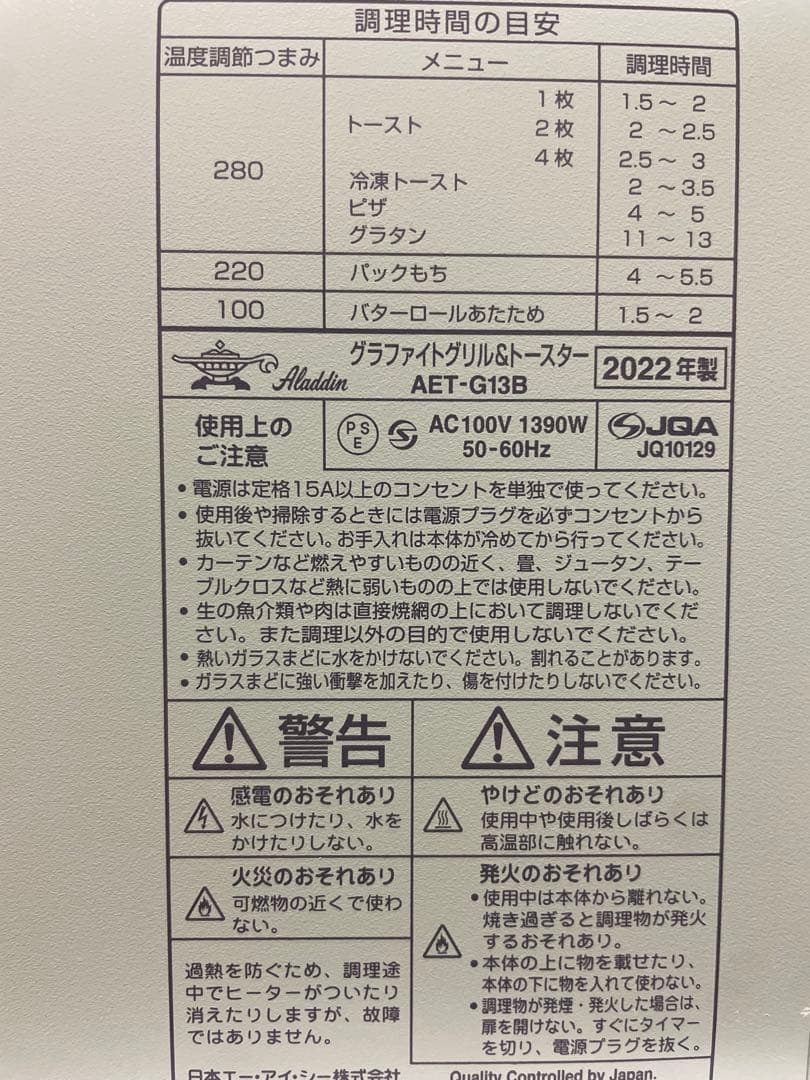 調理時間の目安
温度調節つまみ メニュー 調理時間
280 トースト 1枚 1.5～ 2
2枚 2 ～2.5
4枚 2.5～ 3
冷凍トースト 2 ～3.5
ピザ 4 ～ 5
グラタン 11～ 13
220 パックもち 4 ～5.5
100 バターロールあたため 1.5～ 2
Aladdin グラファイトグリル&トースター
AET-G13B
2022年製
使用上の
ご注意
PSE S AC100V 1390W
50-60Hz
JQA
JQ10129
•電源は定格15A以上のコンセントを単独で使ってください。
•使用後や掃除するときには電源プラグを必ずコンセントから
抜いてください。お手入れは本体が冷めてから行ってください。
•カーテンなど燃えやすいものの近く、畳、ジュータン、テー
ブルクロスなど熱に弱いものの上では使用しないでください。
•生の魚介類や肉は直接焼網の上において調理しないでくだ
さい。また調理以外の目的で使用しないでください。
•熱いガラスまどに水をかけないでください。割れることがあります。
•ガラスまどに強い衝撃を加えたり、傷を付けたりしないでください。
警告
感電のおそれあり
水につけたり、水を
かけたりしない。
火災のおそれあり
可燃物の近くで使わ
ない。
過熱を防ぐため、調理途
中でヒーターがついたり
消えたりしますが、故障
ではありません。
注意
やけどのおそれあり
使用中や使用後しばらくは
高温部に触れない。
発火のおそれあり
•使用中は本体から離れない。
焼き過ぎると調理物が発火
するおそれあり。
•本体の上に物を載せたり、
本体の下に物を入れて使わない。
•調理物が発煙・発火した場合は、
扉を開けない。すぐにタイマー
を切り、電源プラグを抜く。
日本エー・アイ・シー株式会社
Quality Controlled by Japan.